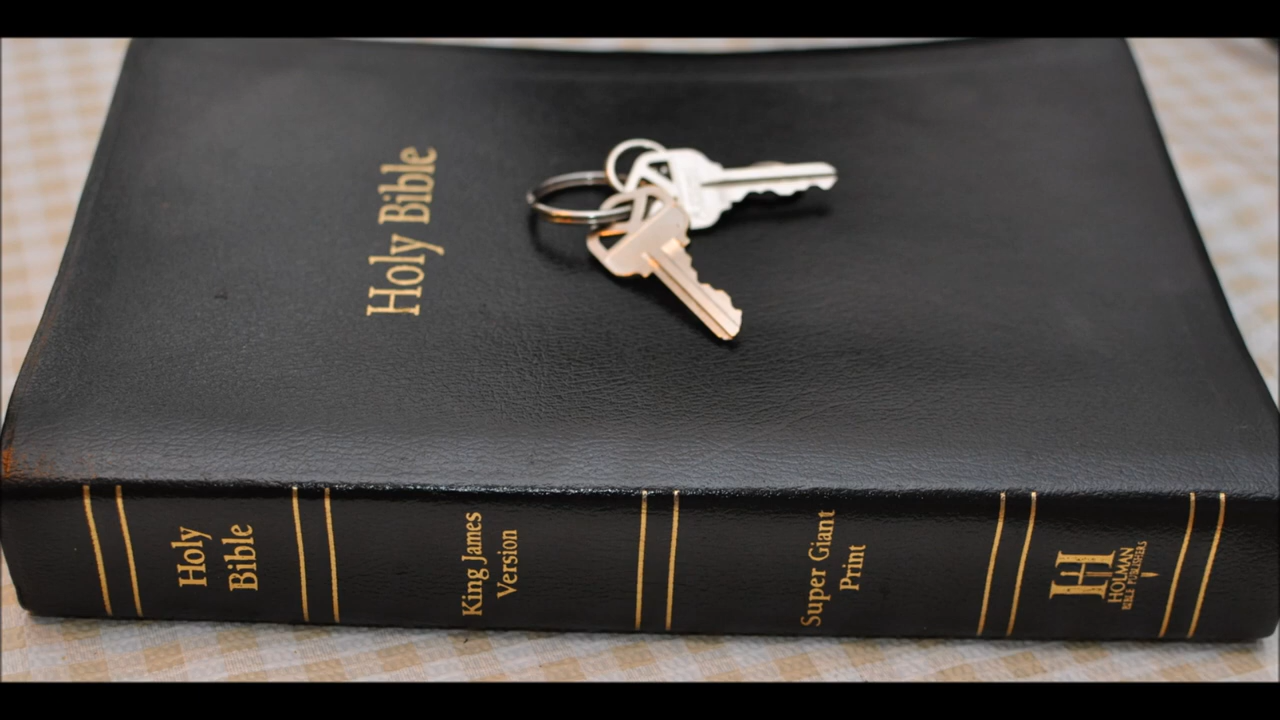 Holy Bible
Holy
Bible
King James
Version
Super Giant
Print
HOLMAN
BIBLE PUBLISHERS